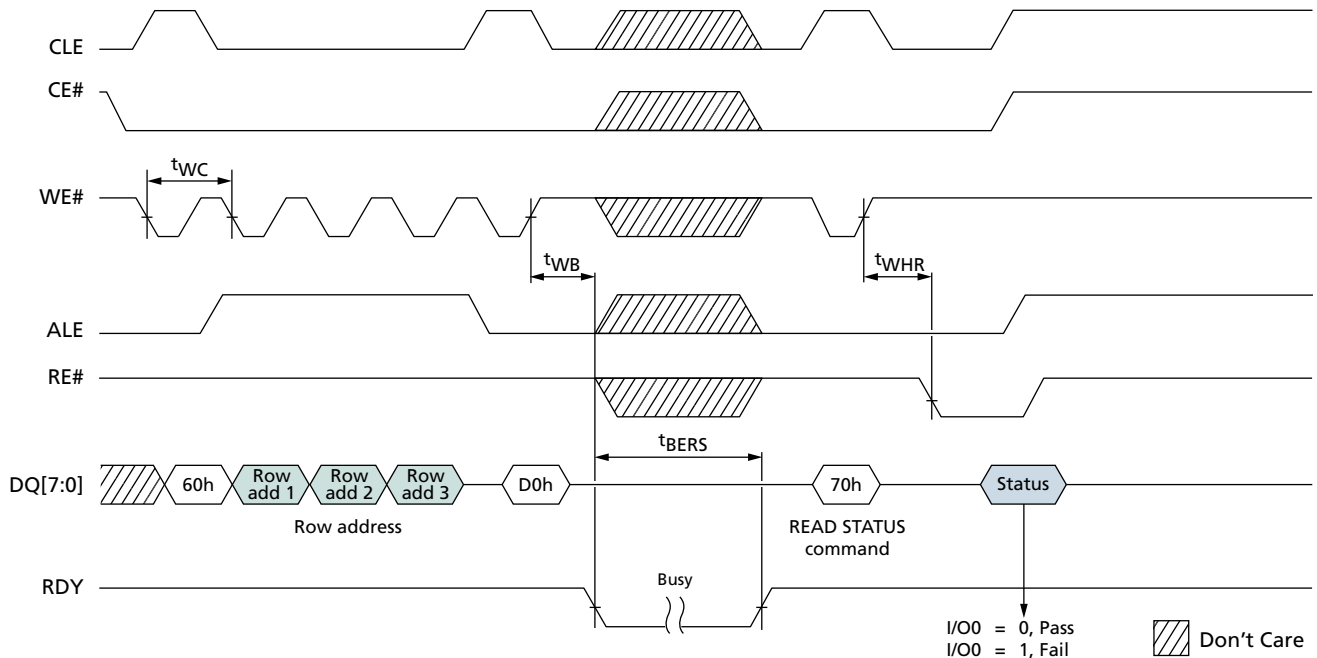 CLE
CE#
tWC
WE#
tWB
tWHR
ALE
RE#
tBERS
DQ[7:0]
60h
Row
add 1
Row
add 2
Row
add 3
D0h
70h
Status
Row address
READ STATUS
command
RDY
Busy
I/O0 = 0, Pass
I/O0 = 1, Fail
Don't Care